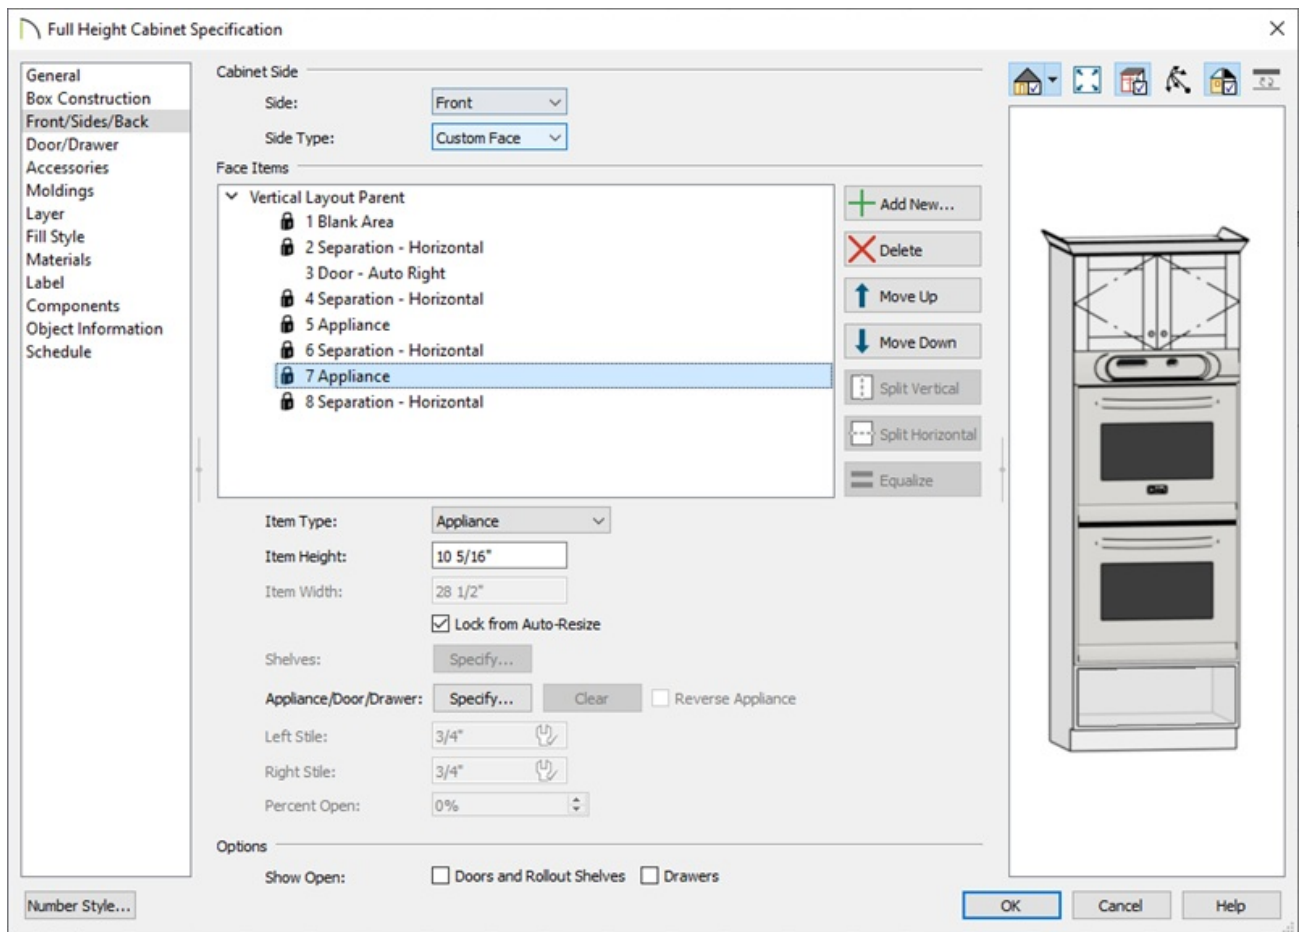 Full Height Cabinet Specification
General
Box Construction
Front/Sides/Back
Door/Drawer
Accessories
Moldings
Layer
Fill Style
Materials
Label
Components
Object Information
Schedule
Number Style...
Cabinet Side
Side: Front
Side Type: Custom Face
Face Items
Vertical Layout Parent
1 Blank Area
2 Separation - Horizontal
3 Door - Auto Right
4 Separation - Horizontal
5 Appliance
6 Separation - Horizontal
7 Appliance
8 Separation - Horizontal
Add New...
Delete
Move Up
Move Down
Split Vertical
Split Horizontal
Equalize
Item Type: Appliance
Item Height: 10 5/16"
Item Width: 28 1/2"
Lock from Auto-Resize
Shelves: Specify...
Appliance/Door/Drawer: Specify... Clear Reverse Appliance
Left Stile: 3/4"
Right Stile: 3/4"
Percent Open: 0%
Options
Show Open: Doors and Rollout Shelves Drawers
OK Cancel Help